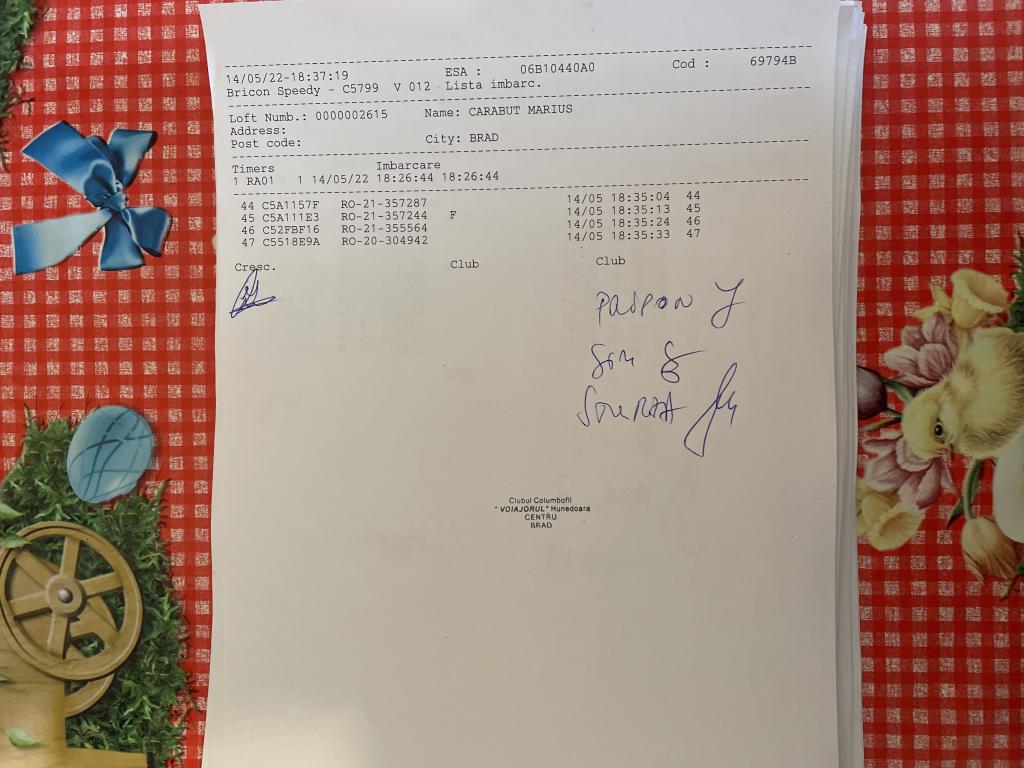 14/05/22-18:37:19 ESA : 06B10440A0 Cod : 69794B
Bricon Speedy - C5799 V 012 - Lista imbarc.
Loft Numb.: 0000002615 Name: CARABUT MARIUS
Address:
Post code: City: BRAD
Timers Imbarcare
1 RA01 1 14/05/22 18:26:44 18:26:44
44 C5A1157F RO-21-357287 14/05 18:35:04 44
45 C5A111E3 RO-21-357244 F 14/05 18:35:13 45
46 C52FBF16 RO-21-355564 14/05 18:35:24 46
47 C5518E9A RO-20-304942 14/05 18:35:33 47
Cresc. Club Club
Clubul Columbofil
"VOIAJORUL" Hunedoara
CENTRU
BRAD